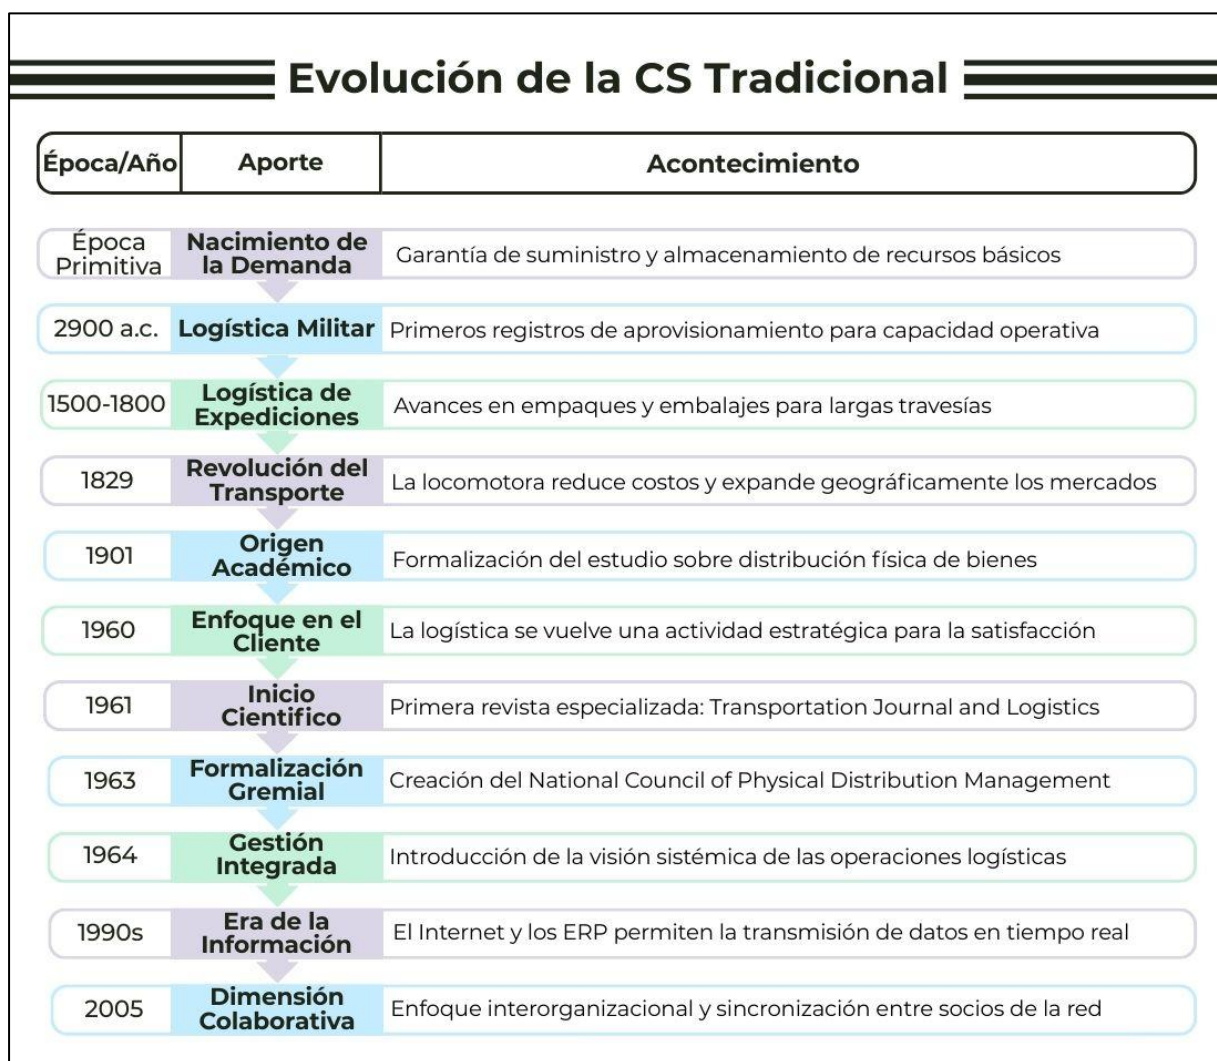 Evolución de la CS Tradicional
Época/Año Aporte Acontecimiento
Época
Primitiva
Nacimiento de
la Demanda
Garantía de suministro y almacenamiento de recursos básicos
2900 a.c. Logística Militar Primeros registros de aprovisionamiento para capacidad operativa
1500-1800
Logística de
Expediciones
Avances en empaques y embalajes para largas travesías
1829
Revolución del
Transporte
La locomotora reduce costos y expande geográficamente los mercados
1901
Origen
Académico
Formalización del estudio sobre distribución física de bienes
1960
Enfoque en el
Cliente
La logística se vuelve una actividad estratégica para la satisfacción
1961
Inicio
Cientifico
Primera revista especializada: Transportation Journal and Logistics
1963
Formalización
Gremial
Creación del National Council of Physical Distribution Management
1964
Gestión
Integrada
Introducción de la visión sistémica de las operaciones logísticas
1990s
Era de la
Información
El Internet y los ERP permiten la transmisión de datos en tiempo real
2005
Dimensión
Colaborativa
Enfoque interorganizacional y sincronización entre socios de la red